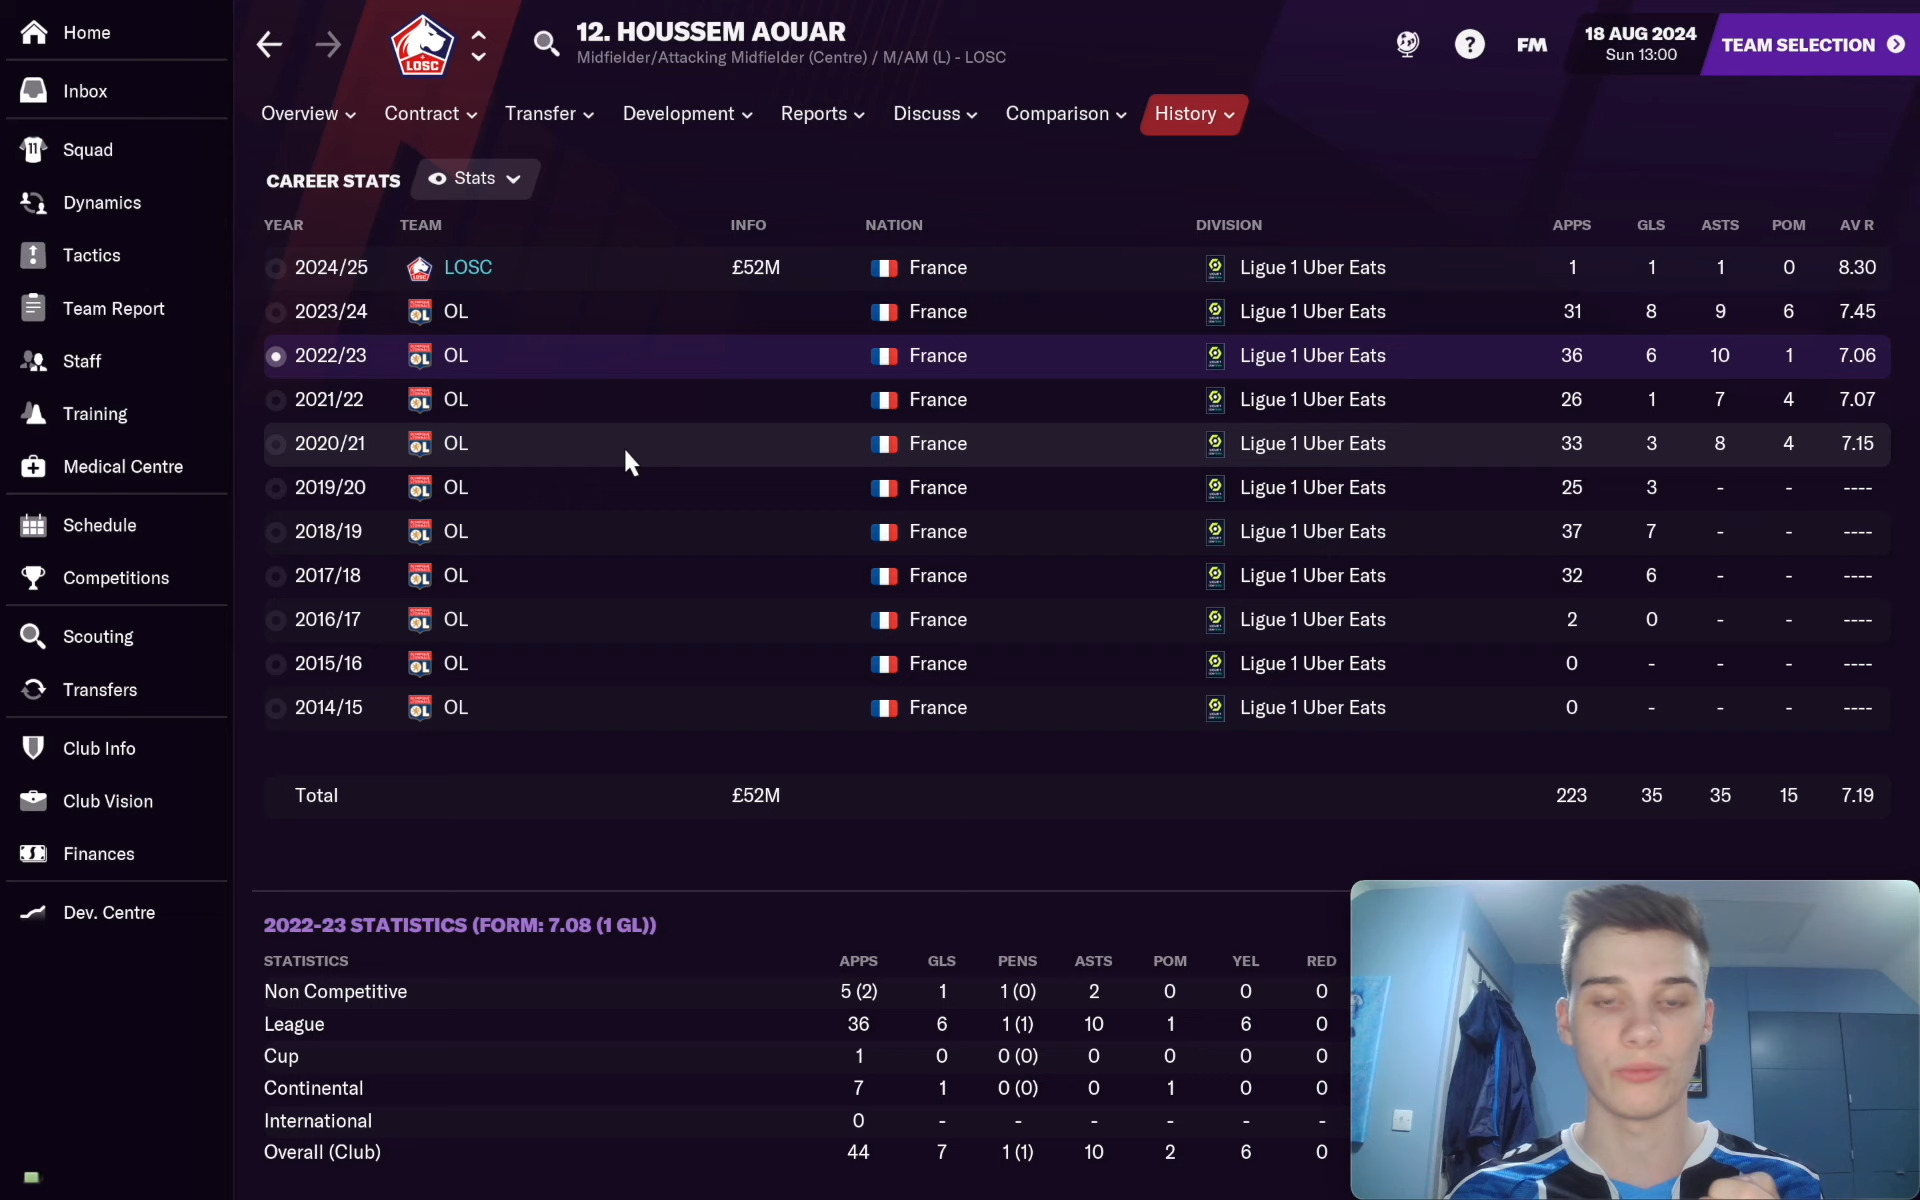 Home
Inbox
Squad
Dynamics
Tactics
Team Report
Staff
Training
Medical Centre
Schedule
Competitions
Scouting
Transfers
Club Info
Club Vision
Finances
Dev. Centre
LOSC
12. HOUSSEM AOUAR
Midfielder/Attacking Midfielder (Centre) / M/AM (L) - LOSC
FM
18 AUG 2024
Sun 13:00
TEAM SELECTION
Overview Contract Transfer Development Reports Discuss Comparison History
CAREER STATS Stats
YEAR TEAM INFO NATION DIVISION APPS GLS ASTS POM AV R
2024/25 LOSC £52M France Ligue 1 Uber Eats 1 1 1 0 8.30
2023/24 OL France Ligue 1 Uber Eats 31 8 9 6 7.45
2022/23 OL France Ligue 1 Uber Eats 36 6 10 1 7.06
2021/22 OL France Ligue 1 Uber Eats 26 1 7 4 7.07
2020/21 OL France Ligue 1 Uber Eats 33 3 8 4 7.15
2019/20 OL France Ligue 1 Uber Eats 25 3 - - ----
2018/19 OL France Ligue 1 Uber Eats 37 7 - - ----
2017/18 OL France Ligue 1 Uber Eats 32 6 - - ----
2016/17 OL France Ligue 1 Uber Eats 2 0 - - ----
2015/16 OL France Ligue 1 Uber Eats 0 - - - ----
2014/15 OL France Ligue 1 Uber Eats 0 - - - ----
Total £52M 223 35 35 15 7.19
2022-23 STATISTICS (FORM: 7.08 (1 GL))
STATISTICS APPS GLS PENS ASTS POM YEL RED
Non Competitive 5 (2) 1 1 (0) 2 0 0 0
League 36 6 1 (1) 10 1 6 0
Cup 1 0 0 (0) 0 0 0 0
Continental 7 1 0 (0) 0 1 0 0
International 0 - - - - - -
Overall (Club) 44 7 1 (1) 10 2 6 0